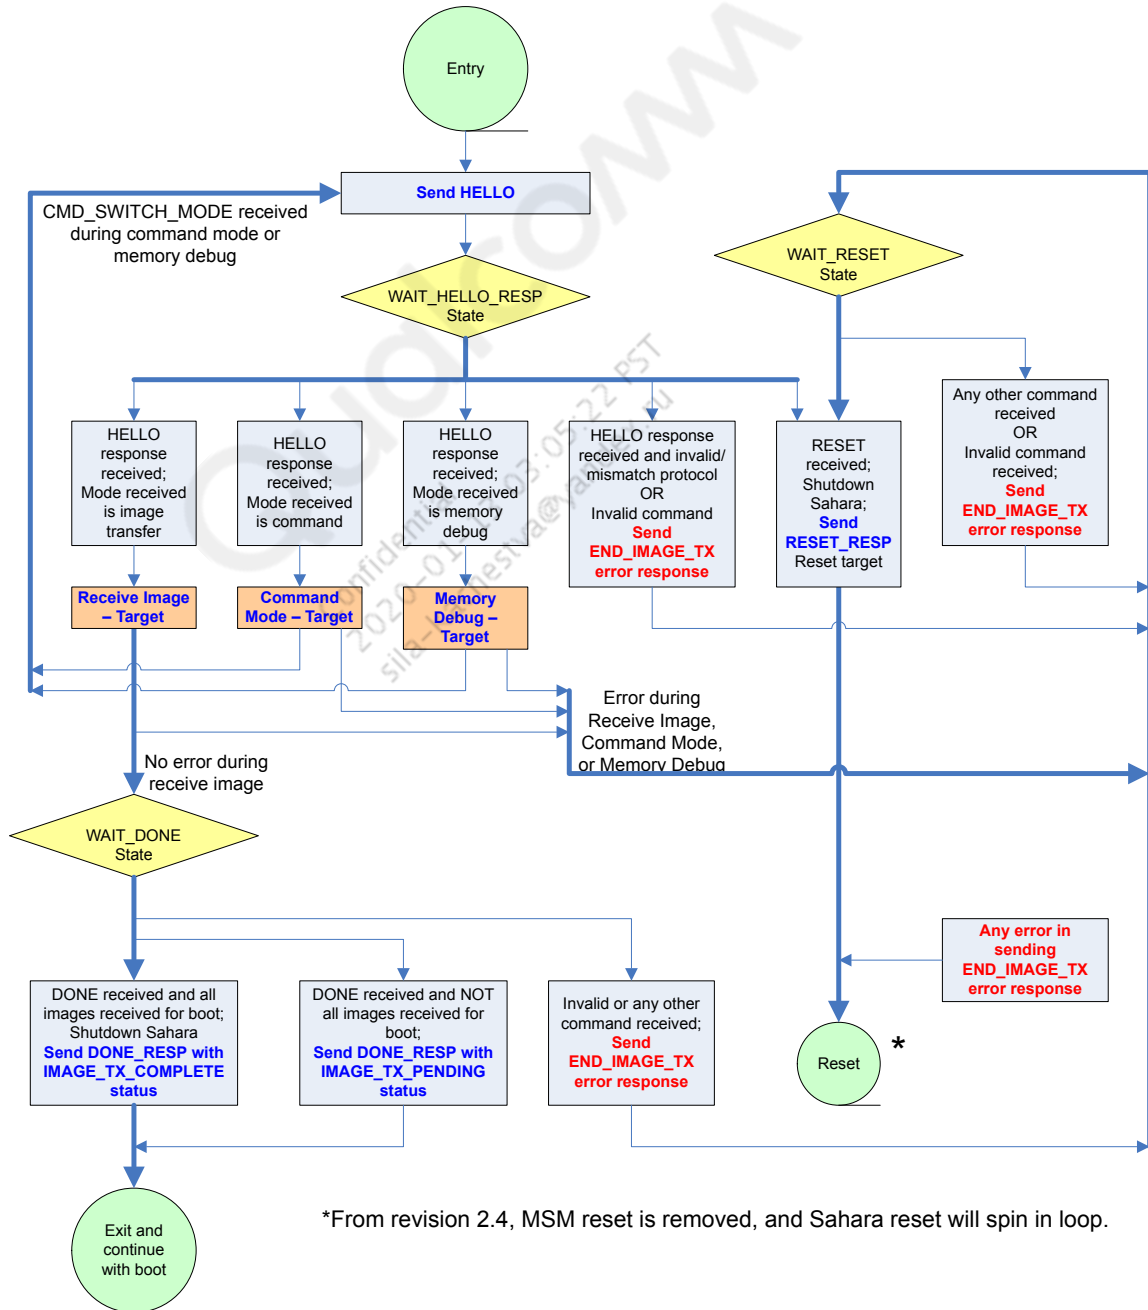 Entry
Send HELLO
CMD_SWITCH_MODE received
during command mode or
memory debug
WAIT_RESET
State
WAIT_HELLO_RESP
State
HELLO
response
received;
Mode received
is image
transfer
HELLO
response
received;
Mode received
is command
HELLO
response
received;
Mode received
is memory
debug
HELLO response
received and invalid/
mismatch protocol
OR
Invalid command
Send
END_IMAGE_TX
error response
RESET
received;
Shutdown
Sahara;
Send
RESET_RESP
Reset target
Any other command
received
OR
Invalid command
received;
Send
END_IMAGE_TX
error response
Receive Image
– Target
Command
Mode – Target
Memory
Debug –
Target
Error during
Receive Image,
Command Mode,
or Memory Debug
No error during
receive image
WAIT_DONE
State
DONE received and all
images received for boot;
Shutdown Sahara
Send DONE_RESP with
IMAGE_TX_COMPLETE
status
DONE received and NOT
all images received for
boot;
Send DONE_RESP with
IMAGE_TX_PENDING
status
Invalid or any other
command received;
Send
END_IMAGE_TX
error response
Any error in
sending
END_IMAGE_TX
error response
Reset
*
Exit and
continue
with boot
*From revision 2.4, MSM reset is removed, and Sahara reset will spin in loop.
Qualcomm
Confidential
PST